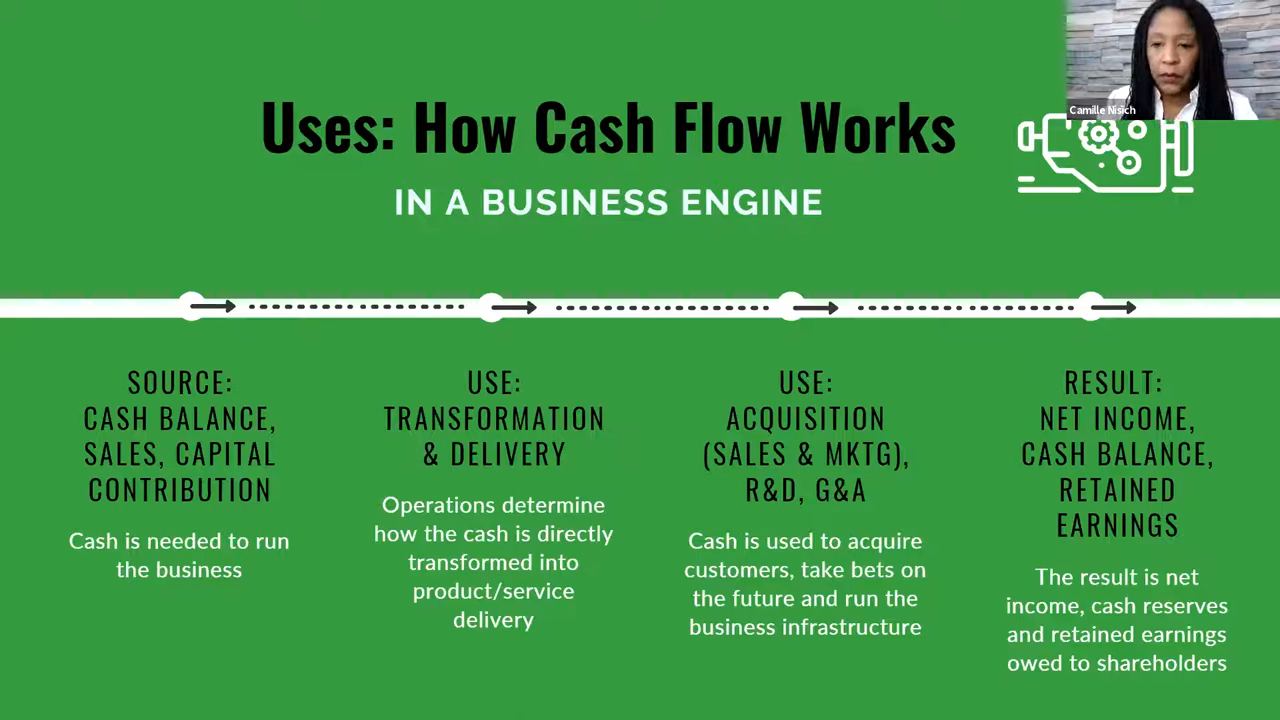 Camille Nisich
Uses: How Cash Flow Works
IN A BUSINESS ENGINE
SOURCE:
CASH BALANCE,
SALES, CAPITAL
CONTRIBUTION
Cash is needed to run
the business
USE:
TRANSFORMATION
& DELIVERY
Operations determine
how the cash is directly
transformed into
product/service
delivery
USE:
ACQUISITION
(SALES & MKTG),
R&D, G&A
Cash is used to acquire
customers, take bets on
the future and run the
business infrastructure
RESULT:
NET INCOME,
CASH BALANCE,
RETAINED
EARNINGS
The result is net
income, cash reserves
and retained earnings
owed to shareholders